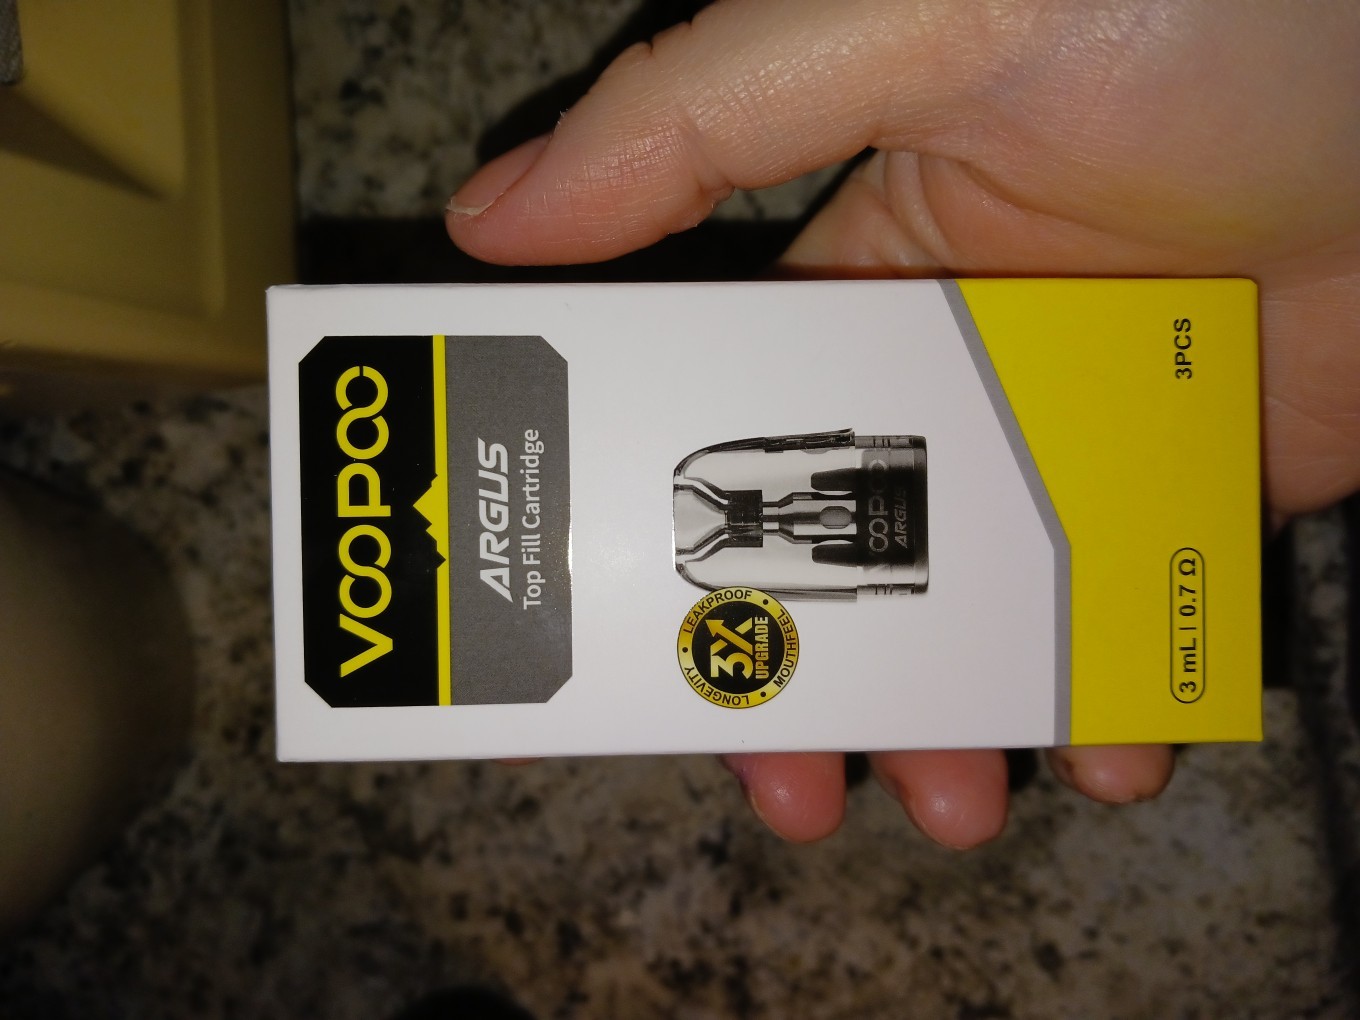 VOOPOO
ARGUS
Top Fill Cartridge
VOOPOO
ARGUS
LEAKPROOF • MOUTHFEEL • LONGEVITY •
3X
UPGRADE
3 mL | 0.7 Ω
3PCS